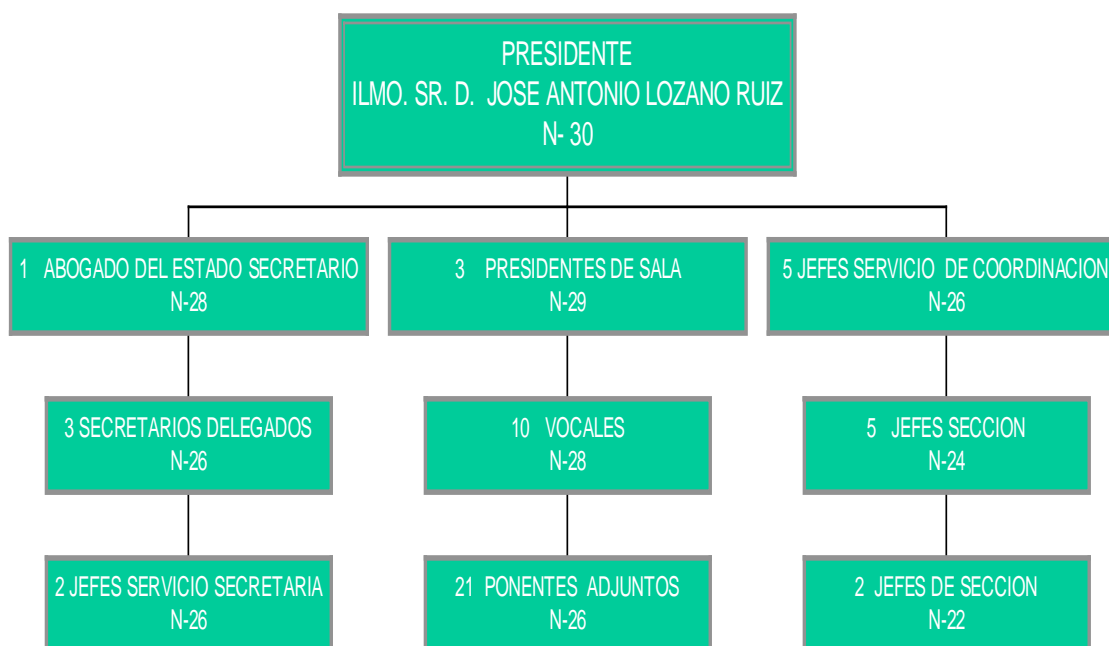 PRESIDENTE
ILMO. SR. D. JOSE ANTONIO LOZANO RUIZ
N- 30
1 ABOGADO DEL ESTADO SECRETARIO
N-28
3 PRESIDENTES DE SALA
N-29
5 JEFES SERVICIO DE COORDINACION
N-26
3 SECRETARIOS DELEGADOS
N-26
10 VOCALES
N-28
5 JEFES SECCION
N-24
2 JEFES SERVICIO SECRETARIA
N-26
21 PONENTES ADJUNTOS
N-26
2 JEFES DE SECCION
N-22